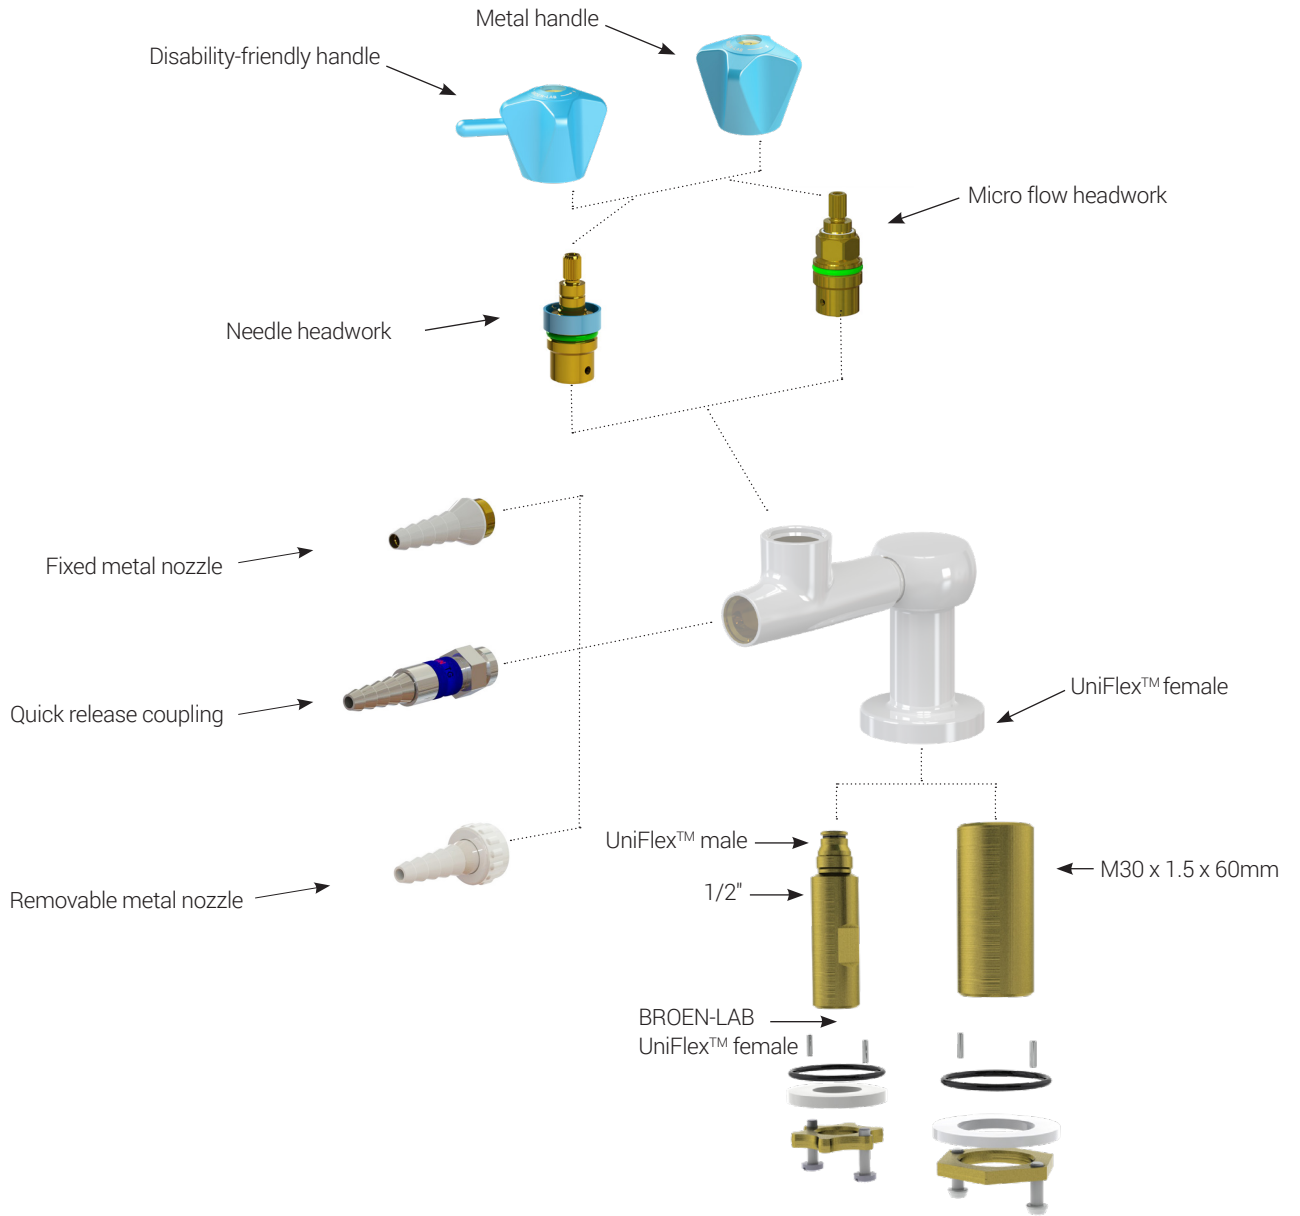 Metal handle
Disability-friendly handle
Micro flow headwork
Needle headwork
Fixed metal nozzle
UniFlex™ female
Quick release coupling
UniFlex™ male
M30 x 1.5 x 60mm
1/2"
Removable metal nozzle
BROEN-LAB
UniFlex™ female